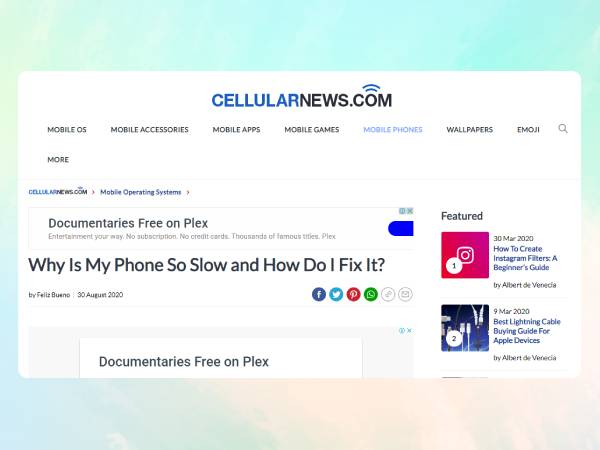 CELLULARNEWS.COM
MOBILE OS MOBILE ACCESSORIES MOBILE APPS MOBILE GAMES MOBILE PHONES WALLPAPERS EMOJI
MORE
CELLULARNEWS.COM > Mobile Operating Systems >
Documentaries Free on Plex
Entertainment your way. No subscription. No credit cards. Thousands of famous titles. Plex
Why Is My Phone So Slow and How Do I Fix It?
by Feliz Bueno | 30 August 2020
Documentaries Free on Plex
Featured
1
30 Mar 2020
How To Create
Instagram Filters: A
Beginner's Guide
by Albert de Venecia
2
9 Mar 2020
Best Lightning Cable
Buying Guide For
Apple Devices
by Albert de Venecia